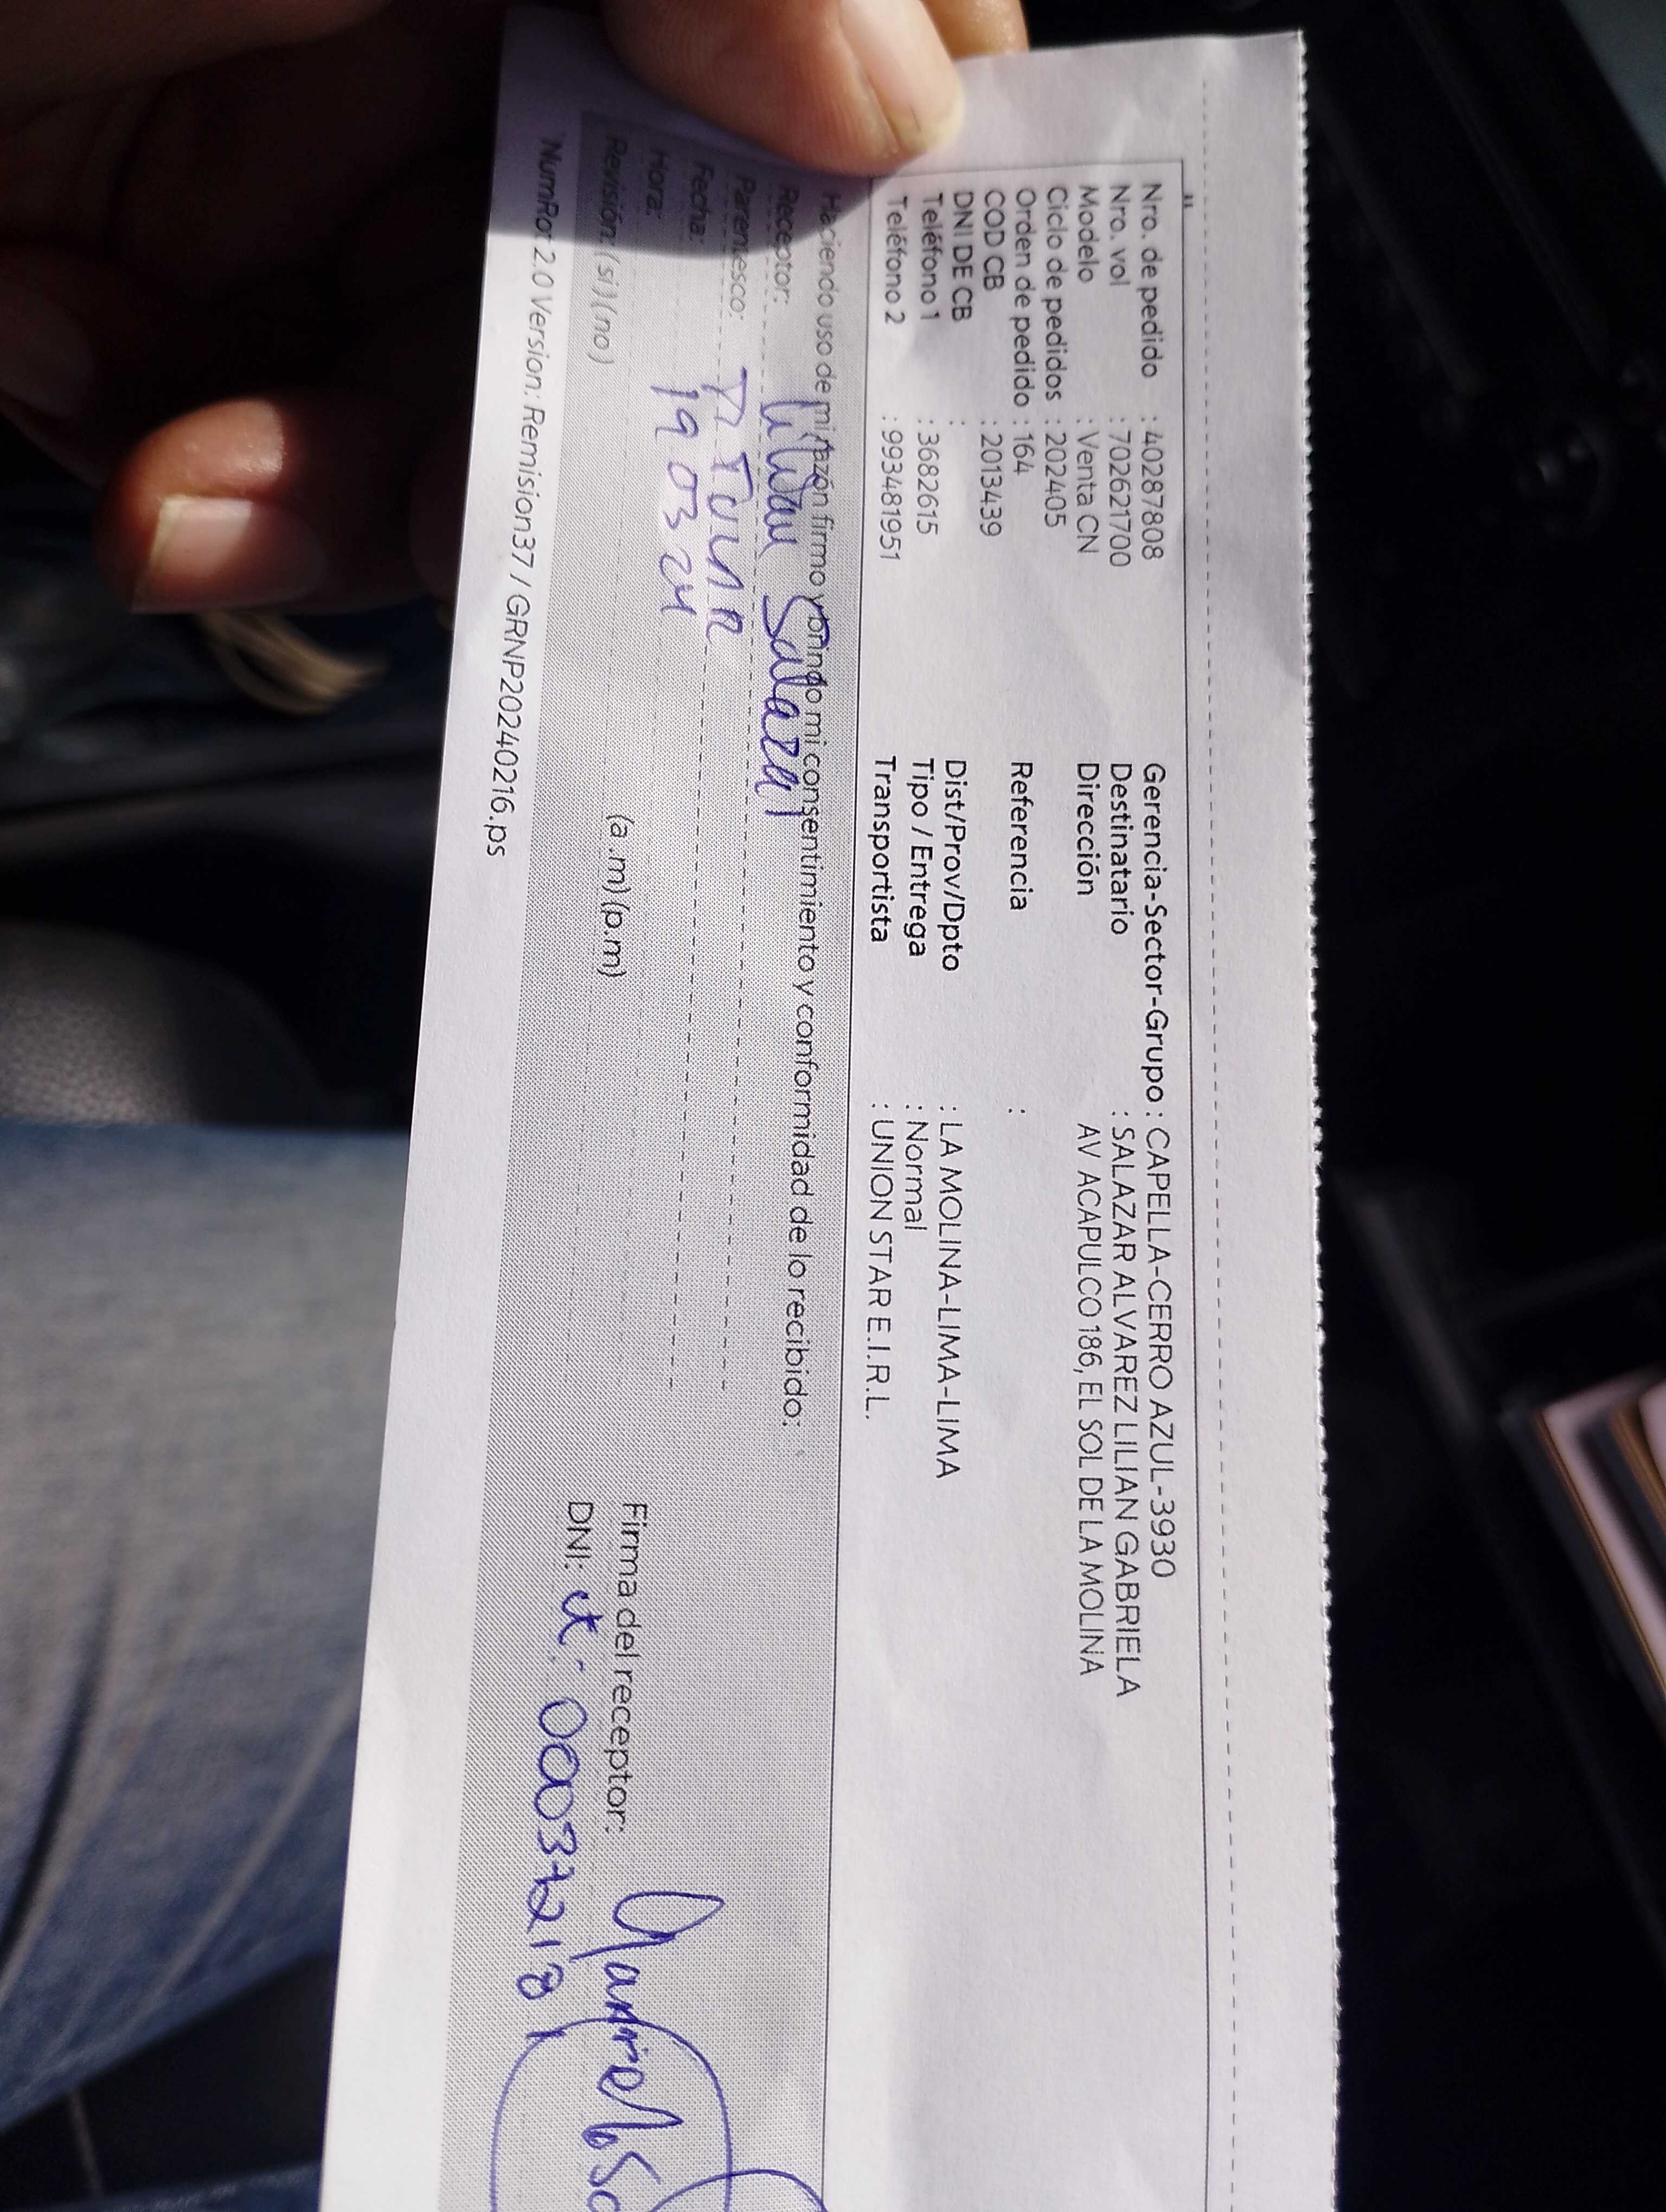 Nro. de pedido : 40287808 Gerencia-Sector-Grupo : CAPELLA-CERRO AZUL-3930
Nro. vol : 702621700 Destinatario : SALAZAR ALVAREZ LILIAN GABRIELA
Modelo : Venta CN Dirección AV ACAPULCO 186, EL SOL DE LA MOLINA
Ciclo de pedidos : 202405
Orden de pedido : 164 Referencia :
COD CB : 2013439
DNI DE CB : Dist/Prov/Dpto : LA MOLINA-LIMA-LIMA
Teléfono 1 : 3682615 Tipo / Entrega : Normal
Teléfono 2 : 993481951 Transportista : UNION STAR E.I.R.L.
Haciendo uso de mi razón firmo y brindo mi consentimiento y conformidad de lo recibido:
Receptor: Lilian Salazar
Parentesco: TITULAR
Fecha: 19 03 24
Hora: (a.m)(p.m) Firma del receptor:
Revisión: (si) (no) DNI:
NumRot 2.0 Version: Remision37 / GRNP20240216.ps